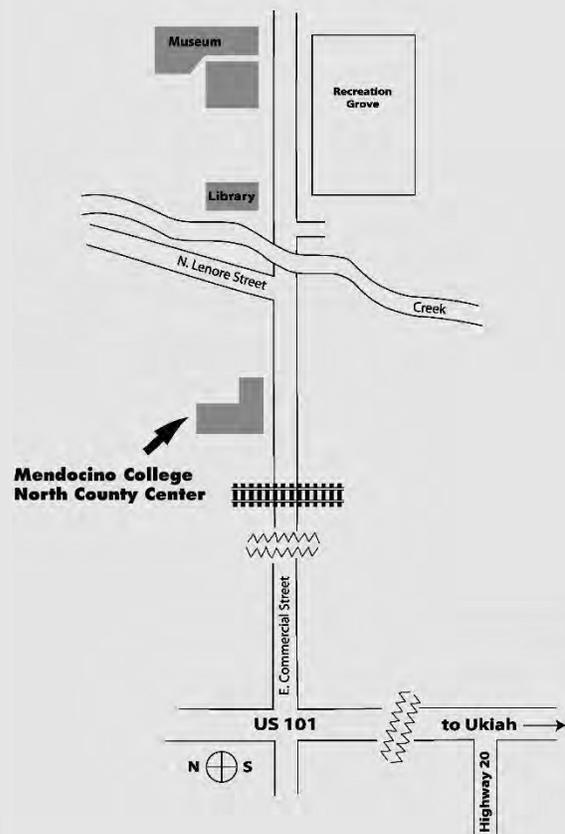 Museum
Recreation
Grove
Library
N. Lenore Street
Creek
Mendocino College
North County Center
E. Commercial Street
US 101
to Ukiah
N S
Highway 20